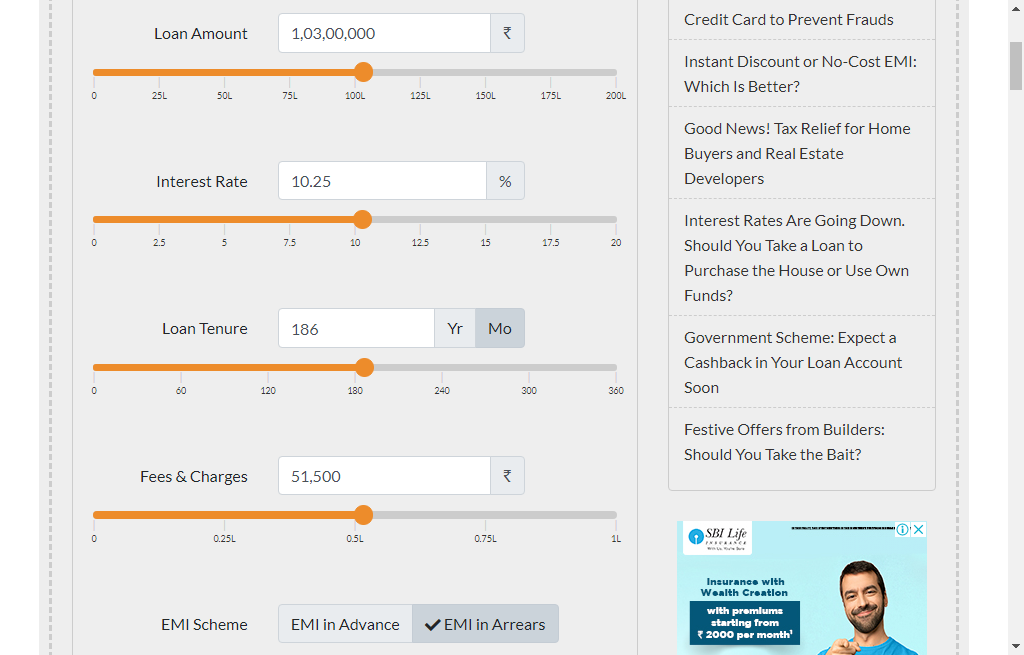 Loan Amount
1,03,00,000
₹
0 25L 50L 75L 100L 125L 150L 175L 200L
Interest Rate
10.25
%
0 2.5 5 7.5 10 12.5 15 17.5 20
Loan Tenure
186
Yr
Mo
0 60 120 180 240 300 360
Fees & Charges
51,500
₹
0 0.25L 0.5L 0.75L 1L
EMI Scheme
EMI in Advance
EMI in Arrears
Credit Card to Prevent Frauds
Instant Discount or No-Cost EMI:
Which Is Better?
Good News! Tax Relief for Home
Buyers and Real Estate
Developers
Interest Rates Are Going Down.
Should You Take a Loan to
Purchase the House or Use Own
Funds?
Government Scheme: Expect a
Cashback in Your Loan Account
Soon
Festive Offers from Builders:
Should You Take the Bait?
SBI Life
INSURANCE
Insurance with
Wealth Creation
with premiums
starting from
₹ 2000 per month¹